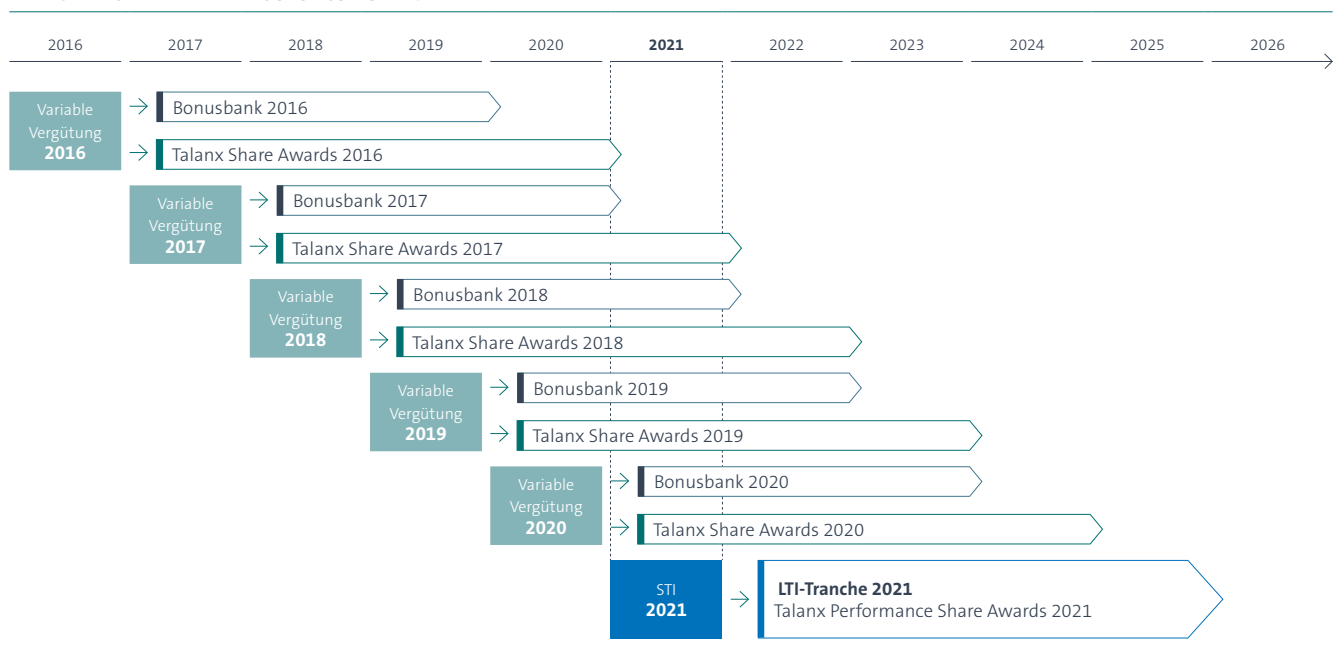 2016 2017 2018 2019 2020 2021 2022 2023 2024 2025 2026
Variable
Vergütung
2016
Bonusbank 2016
Talanx Share Awards 2016
Variable
Vergütung
2017
Bonusbank 2017
Talanx Share Awards 2017
Variable
Vergütung
2018
Bonusbank 2018
Talanx Share Awards 2018
Variable
Vergütung
2019
Bonusbank 2019
Talanx Share Awards 2019
Variable
Vergütung
2020
Bonusbank 2020
Talanx Share Awards 2020
STI
2021
LTI-Tranche 2021
Talanx Performance Share Awards 2021